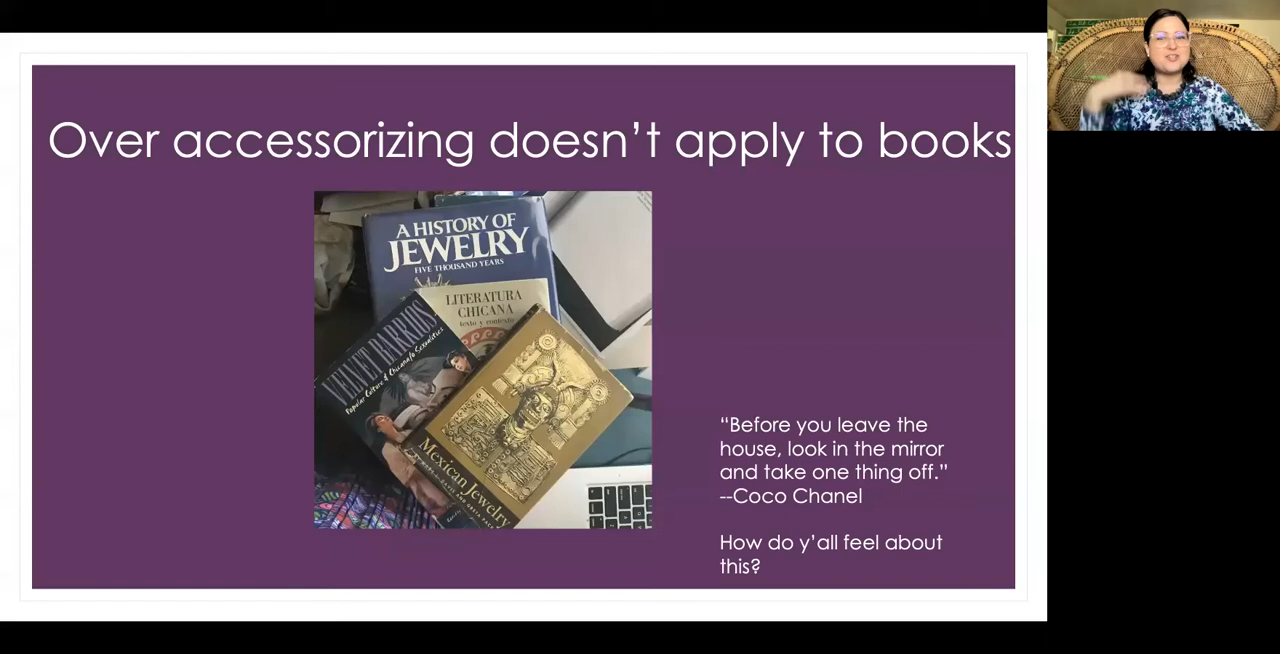 Over accessorizing doesn’t apply to books
A HISTORY OF
JEWELRY
FIVE THOUSAND YEARS
LITERATURA
CHICANA
texto y contexto
VELVET BARRIOS
Popular Culture & Chicana/o Sexualities
Mexican Jewelry
“Before you leave the
house, look in the mirror
and take one thing off.”
--Coco Chanel
How do y’all feel about
this?